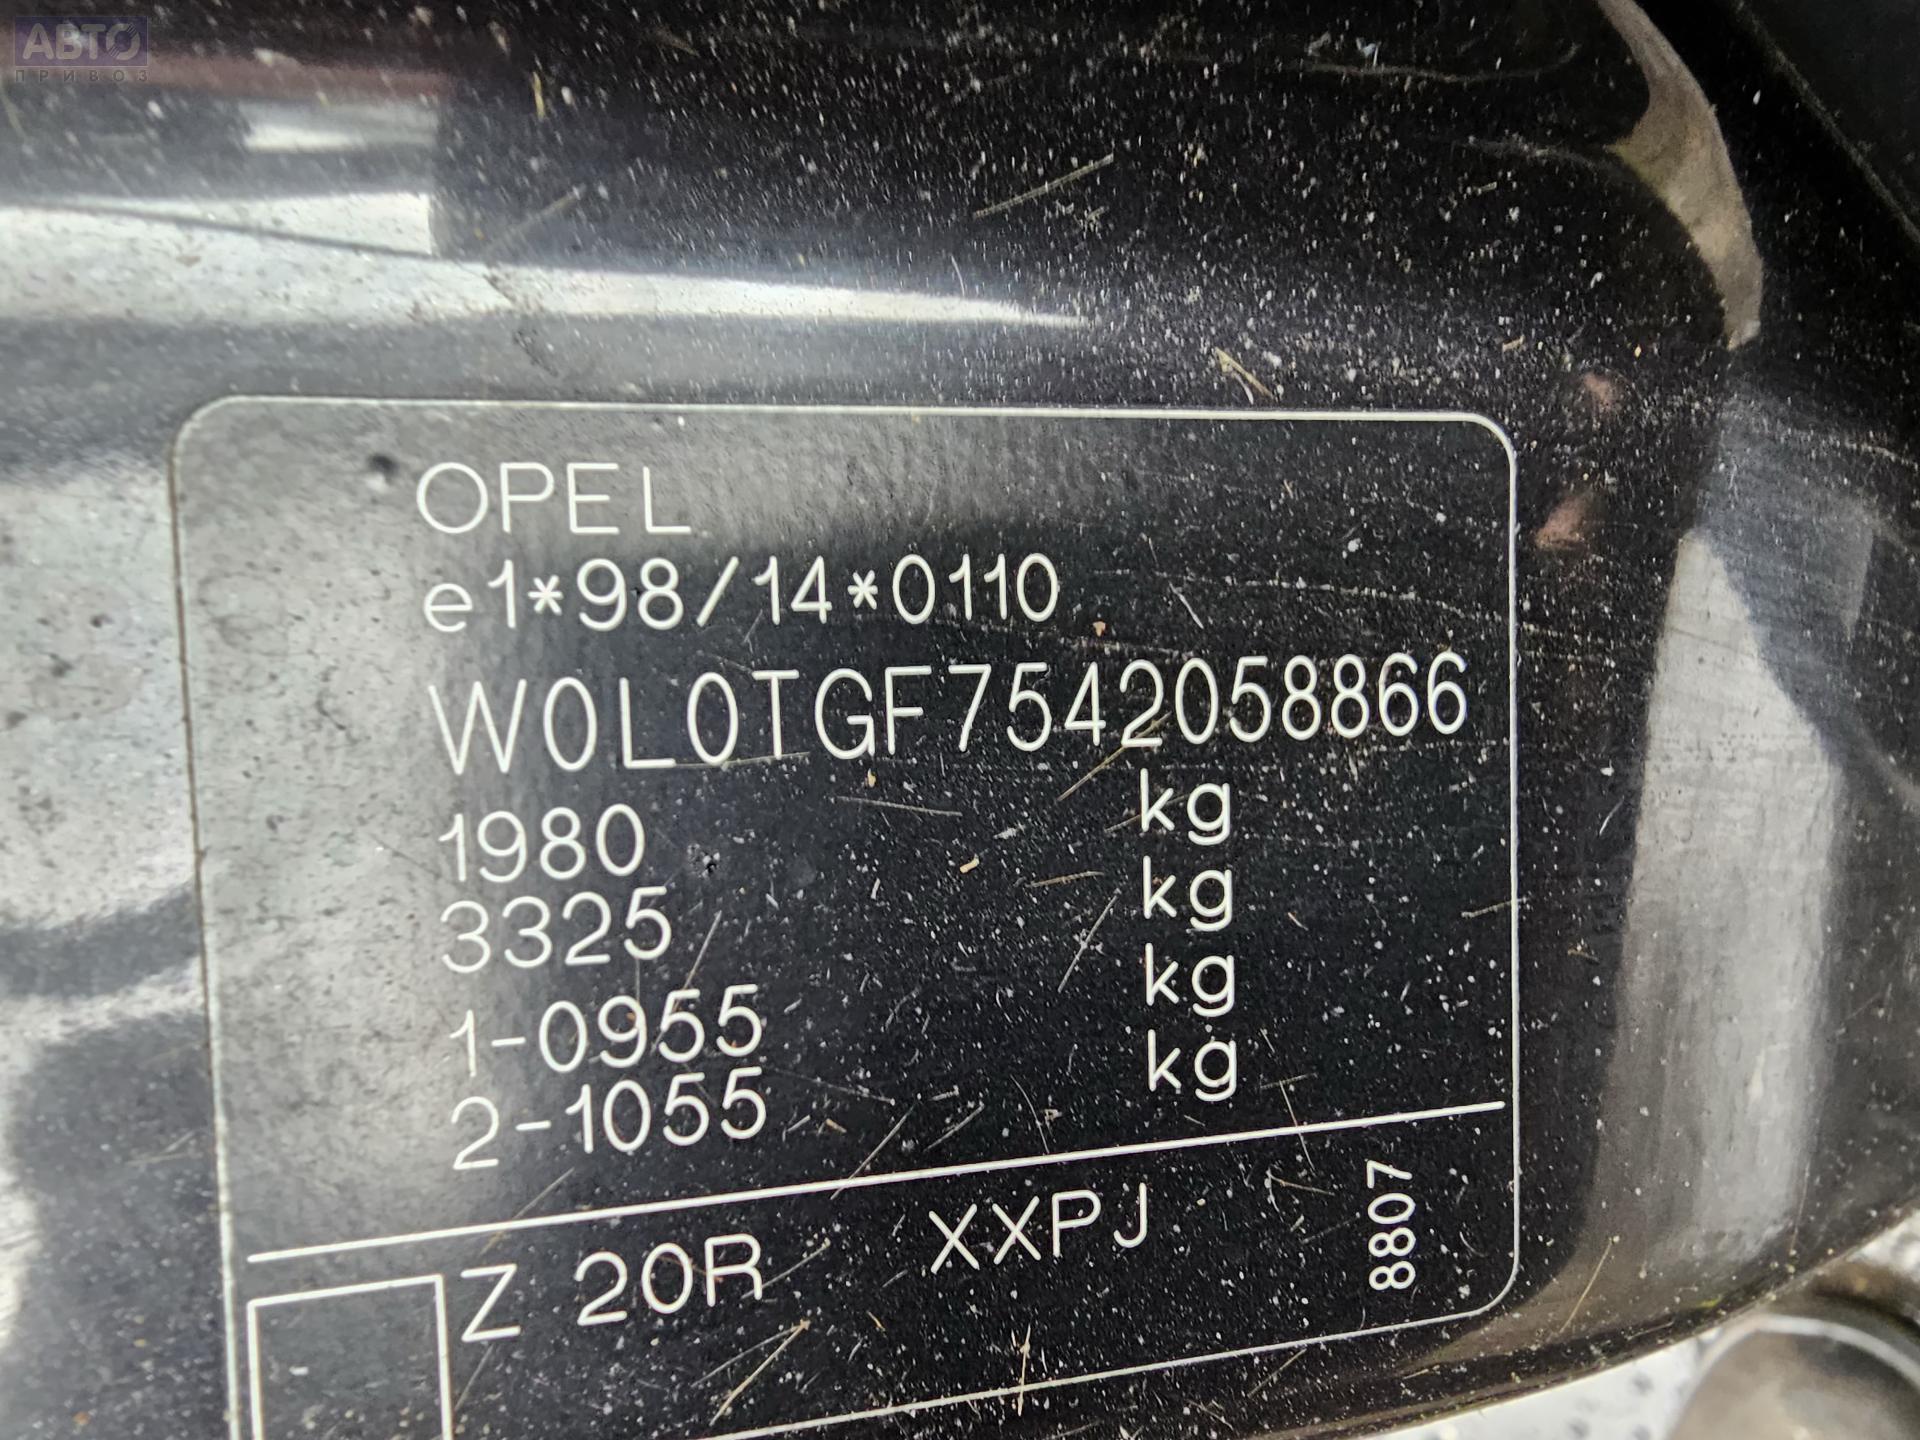 АВТО
ПРИВОЗ
OPEL
e1*98/14*0110
W0L0TGF7542058866
1980 kg
3325 kg
1-0955 kg
2-1055 kg
Z 20R XXPJ 8807